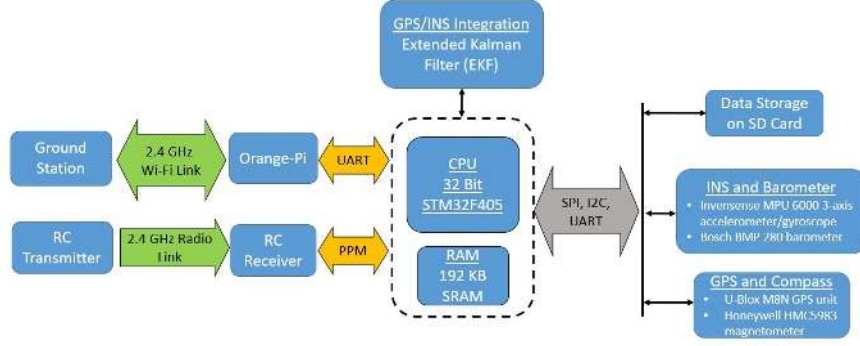 GPS/INS Integration
Extended Kalman
Filter (EKF)
Ground
Station
2.4 GHz
Wi-Fi Link
Orange-Pi
UART
RC
Transmitter
2.4 GHz Radio
Link
RC
Receiver
PPM
CPU
32 Bit
STM32F405
RAM
192 KB
SRAM
SPI, I2C,
UART
Data Storage
on SD Card
INS and Barometer
• Invensense MPU 6000 3-axis
accelerometer/gyroscope
• Bosch BMP 280 barometer
GPS and Compass
• U-Blox M8N GPS unit
• Honeywell HMC5983
magnetometer